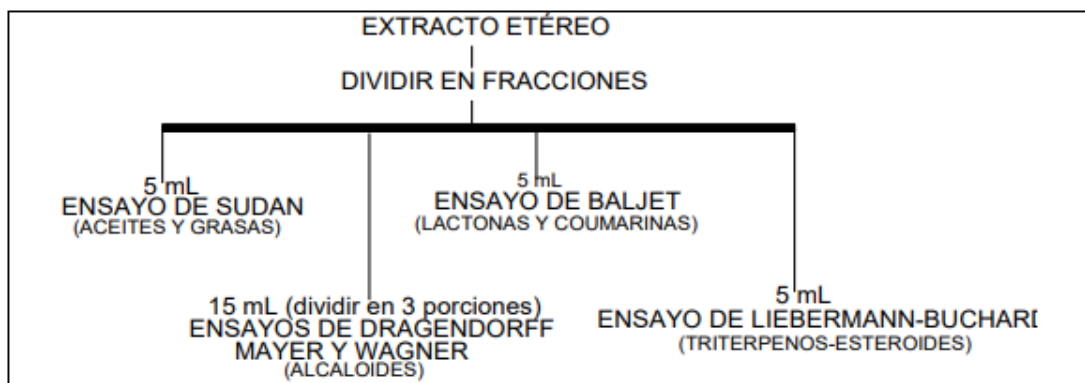 EXTRACTO ETÉREO
DIVIDIR EN FRACCIONES
5 mL
ENSAYO DE SUDAN
(ACEITES Y GRASAS)
5 mL
ENSAYO DE BALJET
(LACTONAS Y COUMARINAS)
15 mL (dividir en 3 porciones)
ENSAYOS DE DRAGENDORFF
MAYER Y WAGNER
(ALCALOIDES)
5 mL
ENSAYO DE LIEBERMANN-BUCHARD
(TRITERPENOS-ESTEROIDES)